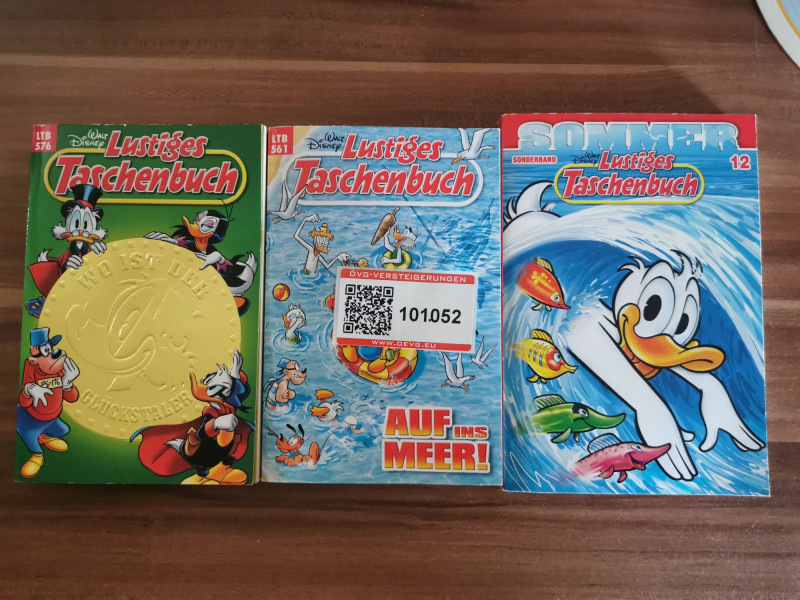 LTB
576
Walt
Disney
Lustiges
Taschenbuch
WO IST DER
GLÜCKSTALER
LTB
561
Walt
Disney
Lustiges
Taschenbuch
ÖVG-VERSTEIGERUNGEN
101.052
WWW.OEVG.EU
AUF INS
MEER!
SOMMER
SONDERBAND
Walt
Disney
Lustiges
Taschenbuch
12